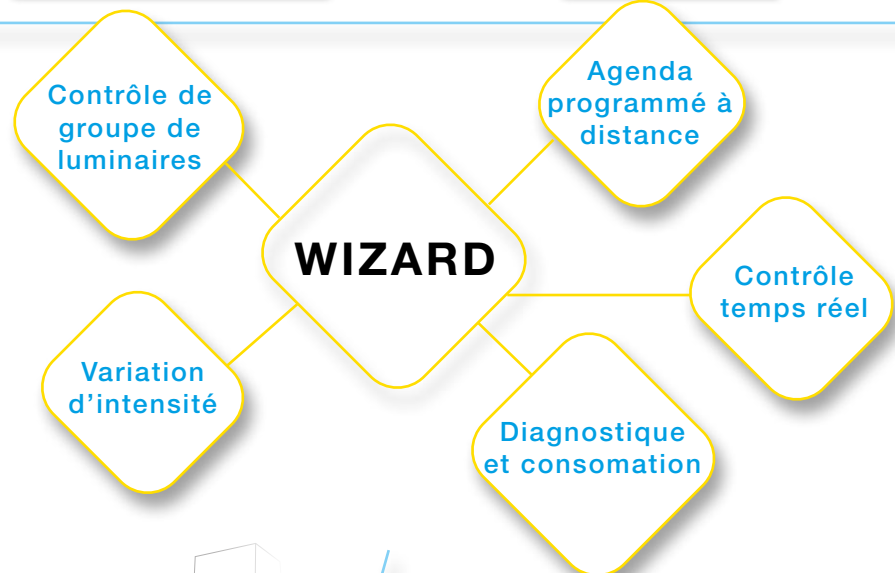 Contrôle de
groupe de
luminaires
Agenda
programmé à
distance
WIZARD
Contrôle
temps réel
Variation
d'intensité
Diagnostique
et consomation